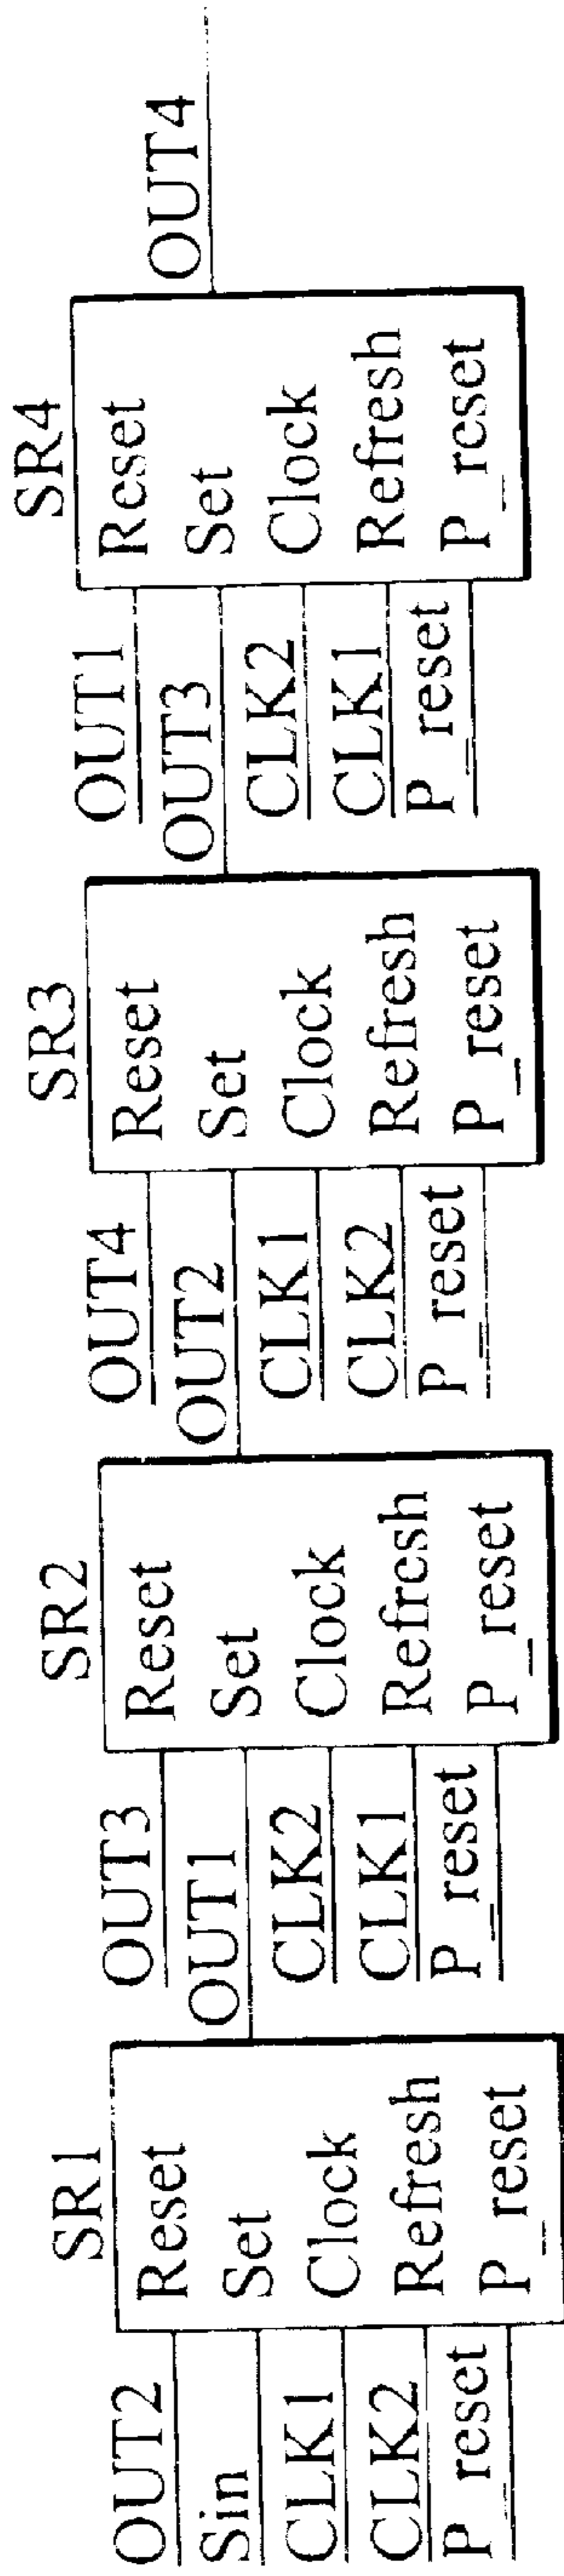 SR1
OUT2
Sin
CLK1
CLK2
P_reset
Reset
Set
Clock
Refresh
P_reset
SR2
OUT3
OUT1
CLK2
CLK1
P_reset
Reset
Set
Clock
Refresh
P_reset
SR3
OUT4
OUT2
CLK1
CLK2
P_reset
Reset
Set
Clock
Refresh
P_reset
SR4
OUT1
OUT3
CLK2
CLK1
P_reset
Reset
Set
Clock
Refresh
P_reset
OUT4